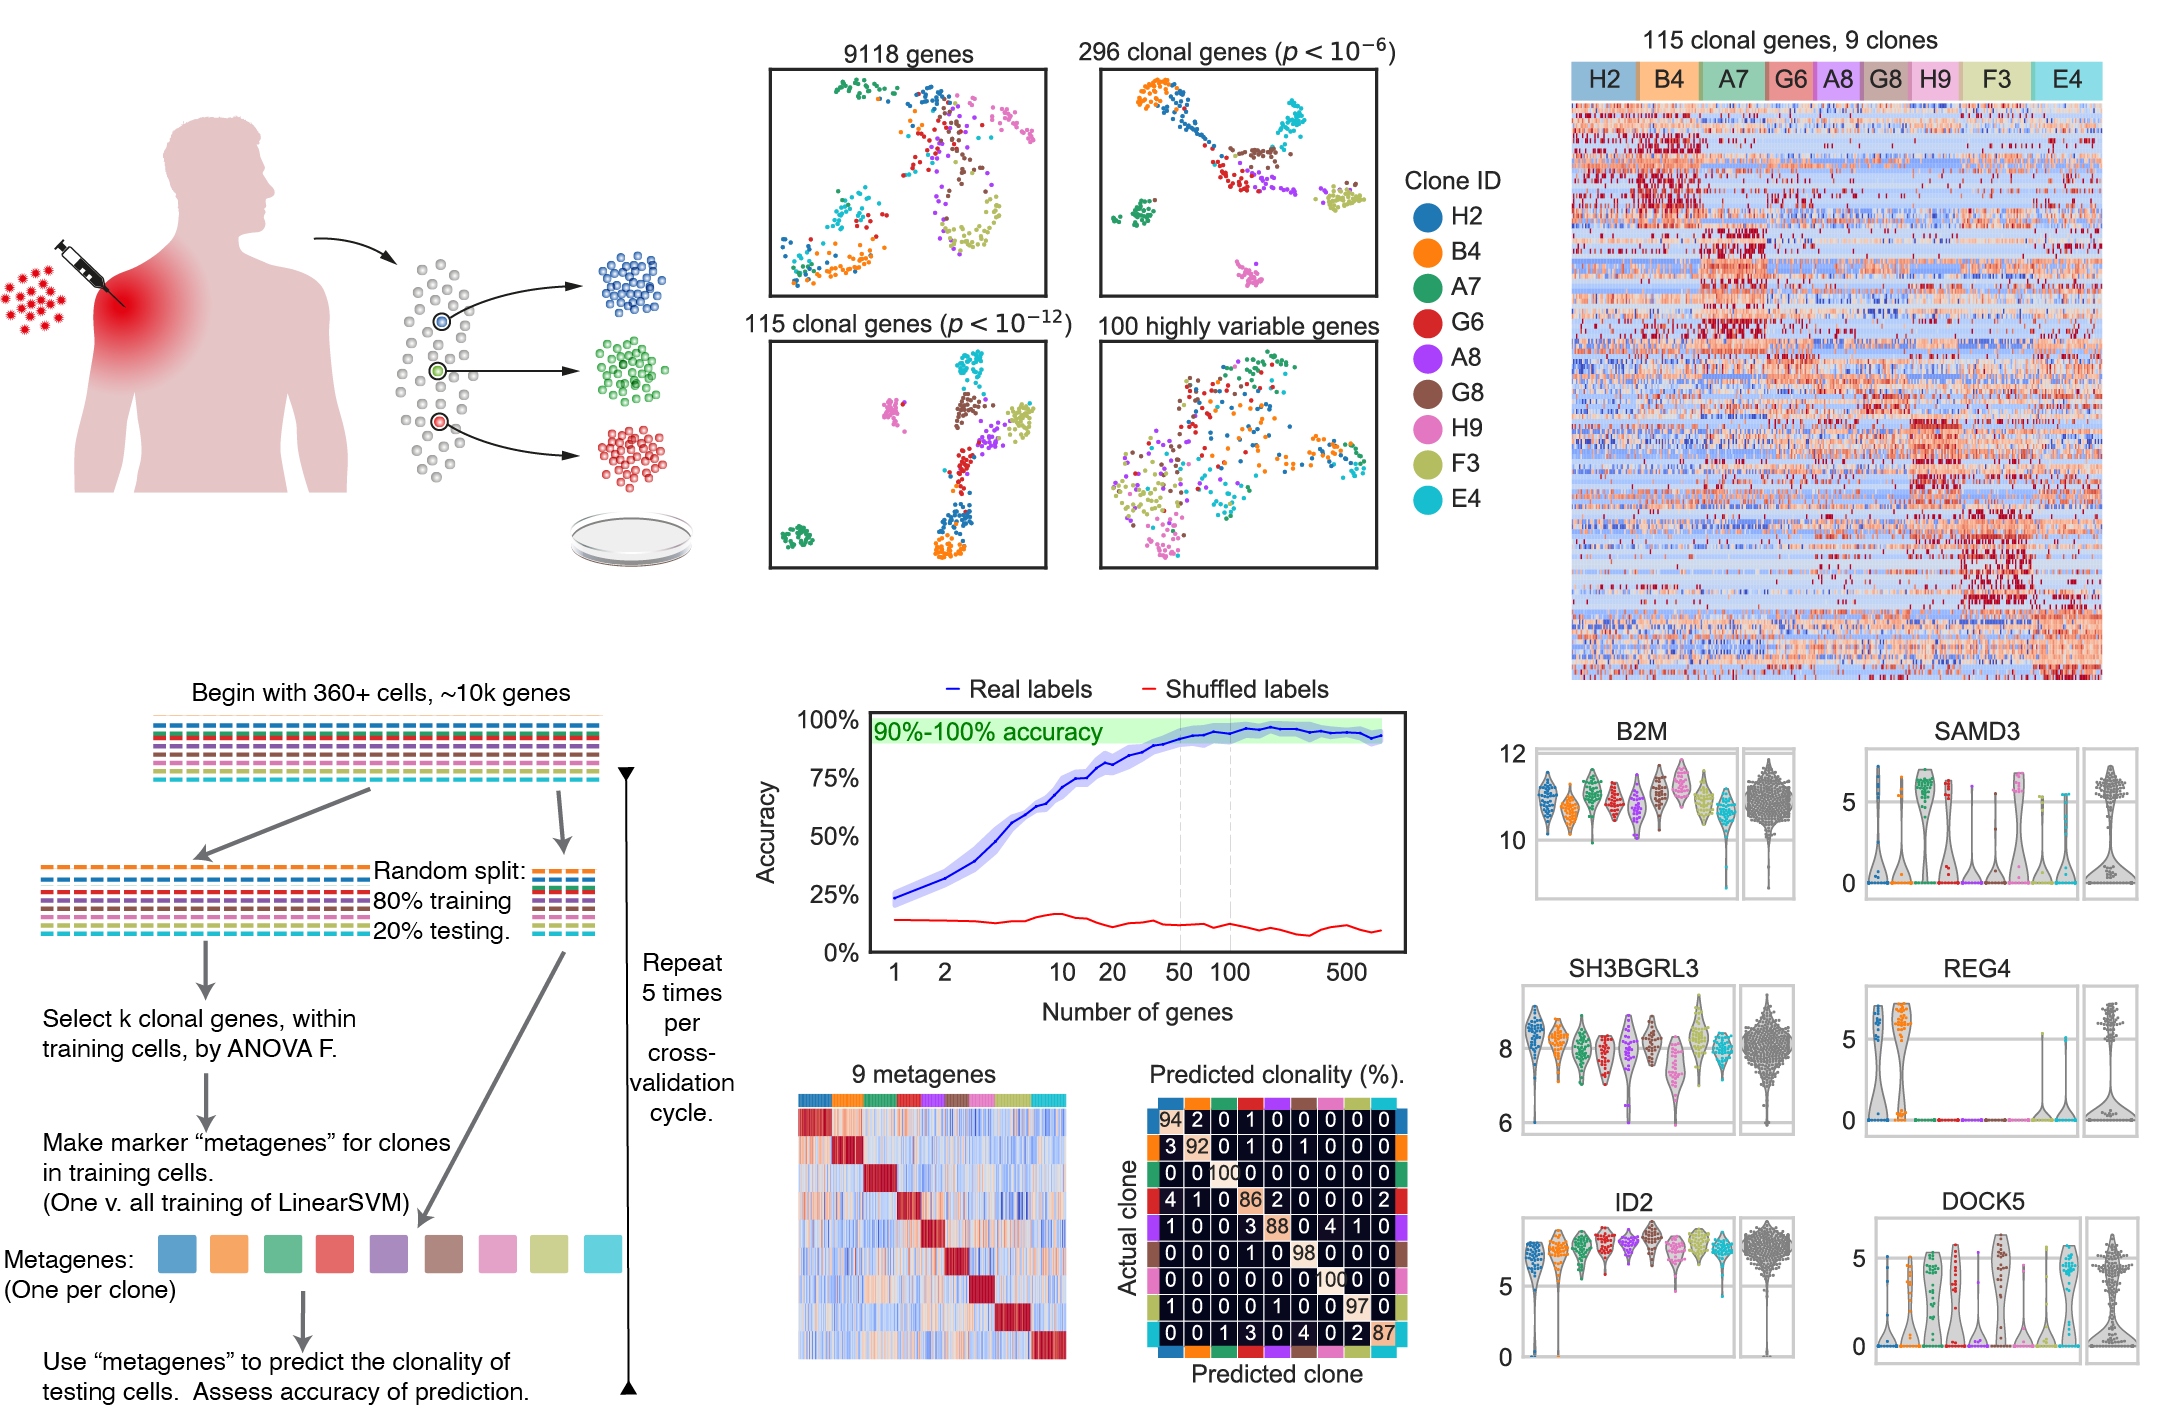 9118 genes
296 clonal genes (p < 10⁻⁶)
115 clonal genes (p < 10⁻¹²)
100 highly variable genes
Clone ID
H2
B4
A7
G6
A8
G8
H9
F3
E4
115 clonal genes, 9 clones
H2 B4 A7 G6 A8 G8 H9 F3 E4
Begin with 360+ cells, ~10k genes
Random split:
80% training
20% testing.
Select k clonal genes, within
training cells, by ANOVA F.
Make marker “metagenes” for clones
in training cells.
(One v. all training of LinearSVM)
Metagenes:
(One per clone)
Use “metagenes” to predict the clonality of
testing cells. Assess accuracy of prediction.
Repeat
5 times
per
cross-
validation
cycle.
Real labels Shuffled labels
90%-100% accuracy
100%
75%
50%
25%
0%
Accuracy
1 2 10 20 50 100 500
Number of genes
9 metagenes
Predicted clonality (%).
94 2 0 1 0 0 0 0 0
3 92 0 1 0 1 0 0 0
0 0 100 0 0 0 0 0 0
4 1 0 86 2 0 0 0 2
1 0 0 3 88 0 4 1 0
0 0 0 1 0 98 0 0 0
0 0 0 0 0 0 100 0 0
1 0 0 0 1 0 0 97 0
0 0 1 3 0 4 0 2 87
Actual clone
Predicted clone
B2M
12
10
SAMD3
5
0
SH3BGRL3
8
6
REG4
5
0
ID2
5
0
DOCK5
5
0